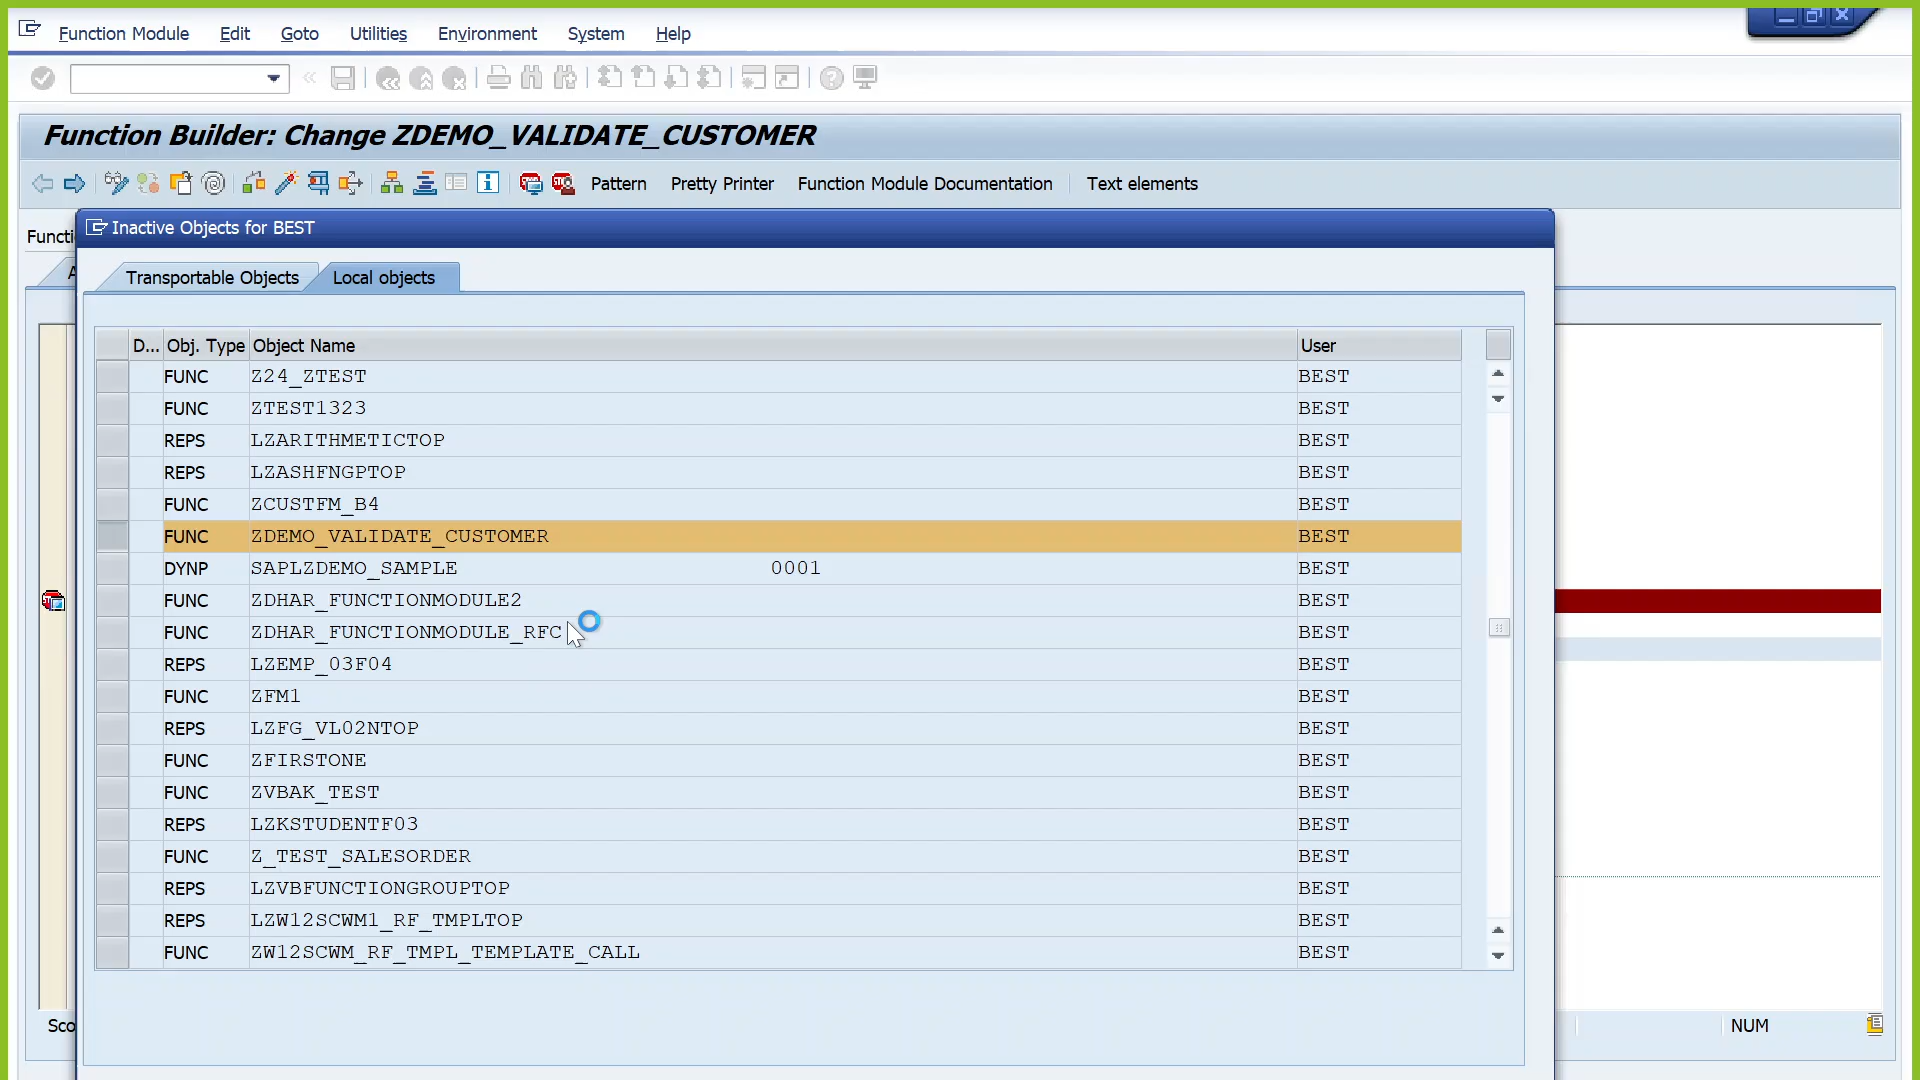 Function Module Edit Goto Utilities Environment System Help
Function Builder: Change ZDEMO_VALIDATE_CUSTOMER
Pattern Pretty Printer Function Module Documentation Text elements
Functi
Inactive Objects for BEST
Transportable Objects Local objects
D... Obj. Type Object Name User
FUNC Z24_ZTEST BEST
FUNC ZTEST1323 BEST
REPS LZARITHMETICTOP BEST
REPS LZASHFNGPTOP BEST
FUNC ZCUSTFM_B4 BEST
FUNC ZDEMO_VALIDATE_CUSTOMER BEST
DYNP SAPLZDEMO_SAMPLE 0001 BEST
FUNC ZDHAR_FUNCTIONMODULE2 BEST
FUNC ZDHAR_FUNCTIONMODULE_RFC BEST
REPS LZEMP_03F04 BEST
FUNC ZFM1 BEST
REPS LZFG_VL02NTOP BEST
FUNC ZFIRSTONE BEST
FUNC ZVBAK_TEST BEST
REPS LZKSTUDENTF03 BEST
FUNC Z_TEST_SALESORDER BEST
REPS LZVBFUNCTIONGROUPTOP BEST
REPS LZW12SCWM1_RF_TMPLTOP BEST
FUNC ZW12SCWM_RF_TMPL_TEMPLATE_CALL BEST
Sco NUM